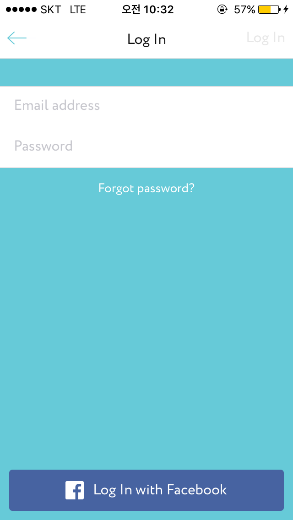 SKT LTE 오전 10:32 57%
Log In Log In
Email address
Password
Forgot password?
Log In with Facebook